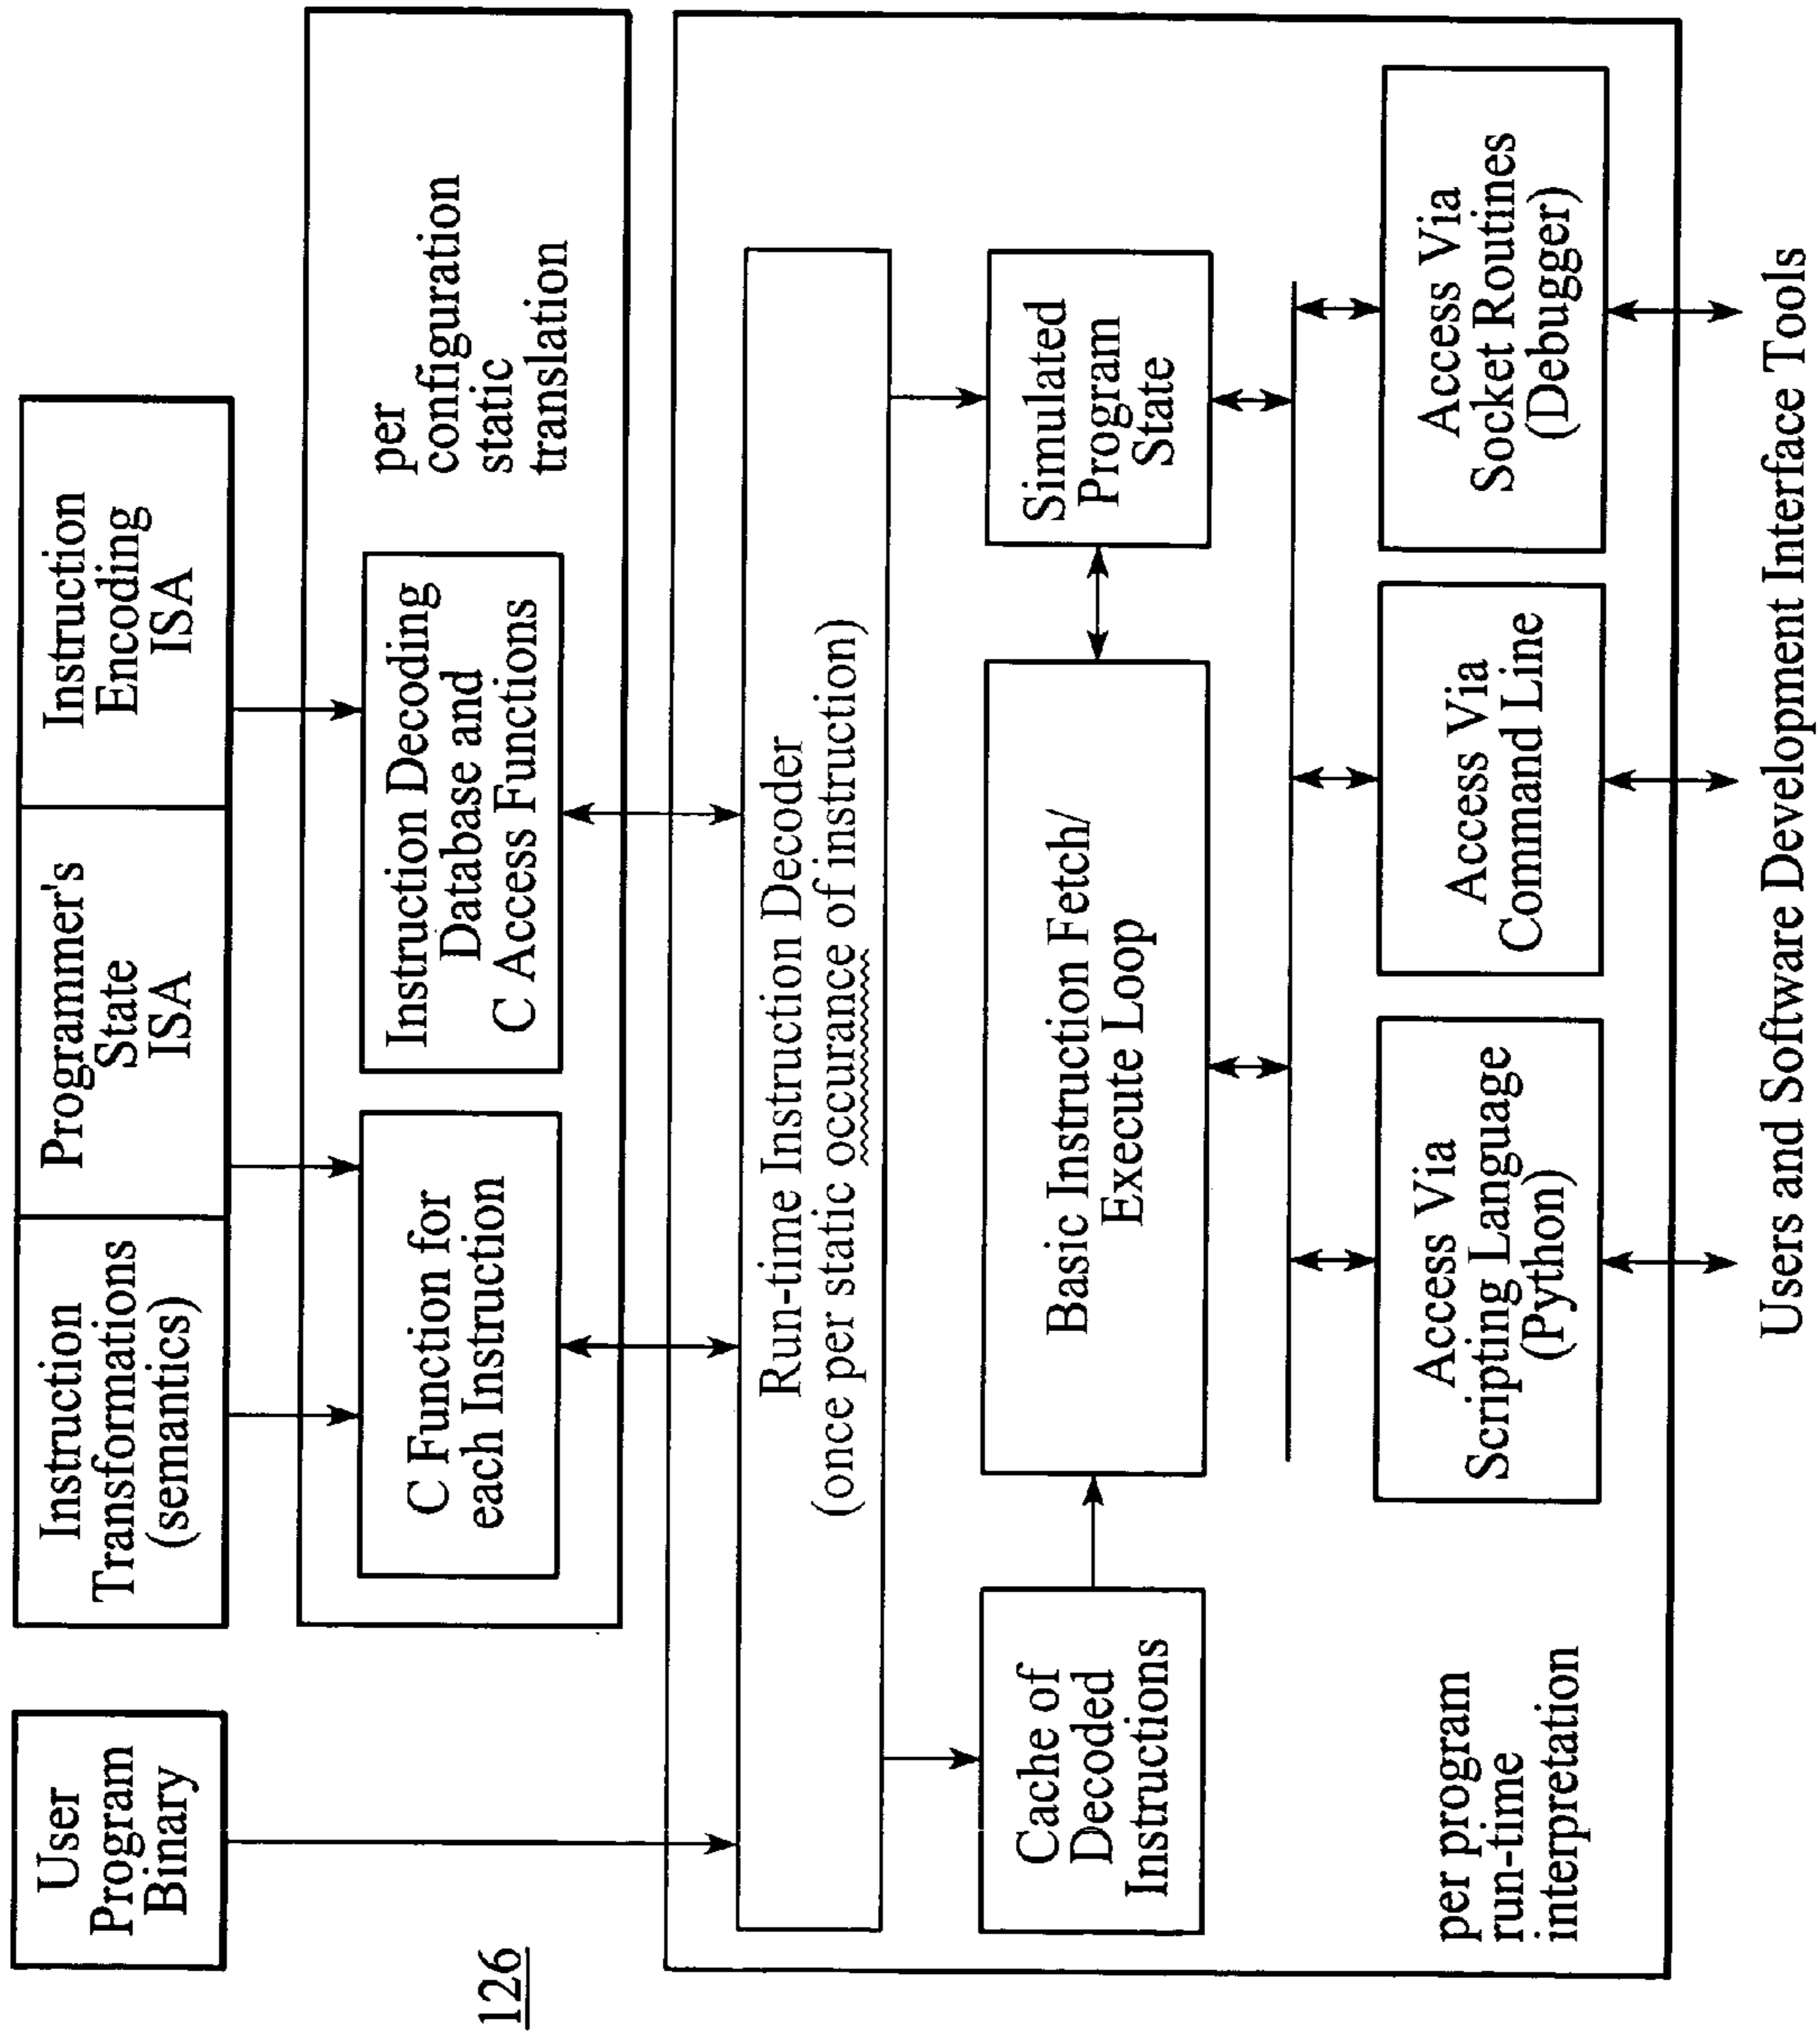 User
Program
Binary
Instruction
Transformations
(semantics)
Programmer's
State
ISA
Instruction
Encoding
ISA
126
C Function for
each Instruction
Instruction Decoding
Database and
C Access Functions
per
configuration
static
translation
Run-time Instruction Decoder
(once per static occurance of instruction)
Cache of
Decoded
Instructions
Basic Instruction Fetch/
Execute Loop
Simulated
Program
State
per program
run-time
interpretation
Access Via
Scripting Language
(Python)
Access Via
Command Line
Access Via
Socket Routines
(Debugger)
Users and Software Development Interface Tools